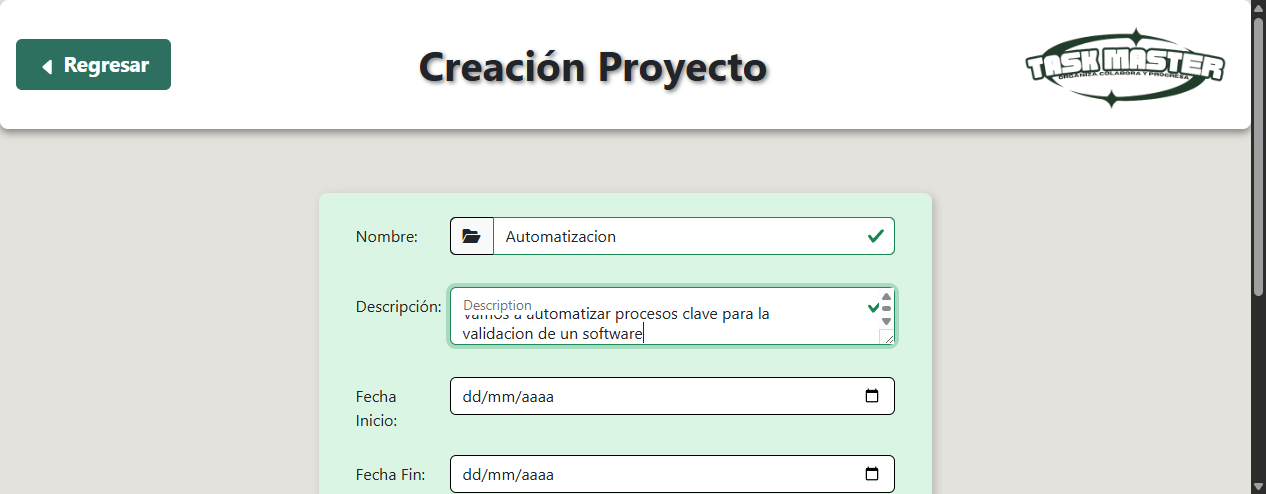 Regresar
Creación Proyecto
TASK MASTER
ORGANIZA COLABORA Y PROGRESA
Nombre:
Automatizacion
Descripción:
Description
Vamos a automatizar procesos clave para la
validacion de un software
Fecha
Inicio:
dd/mm/aaaa
Fecha Fin:
dd/mm/aaaa